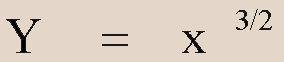 Y = x 3/2